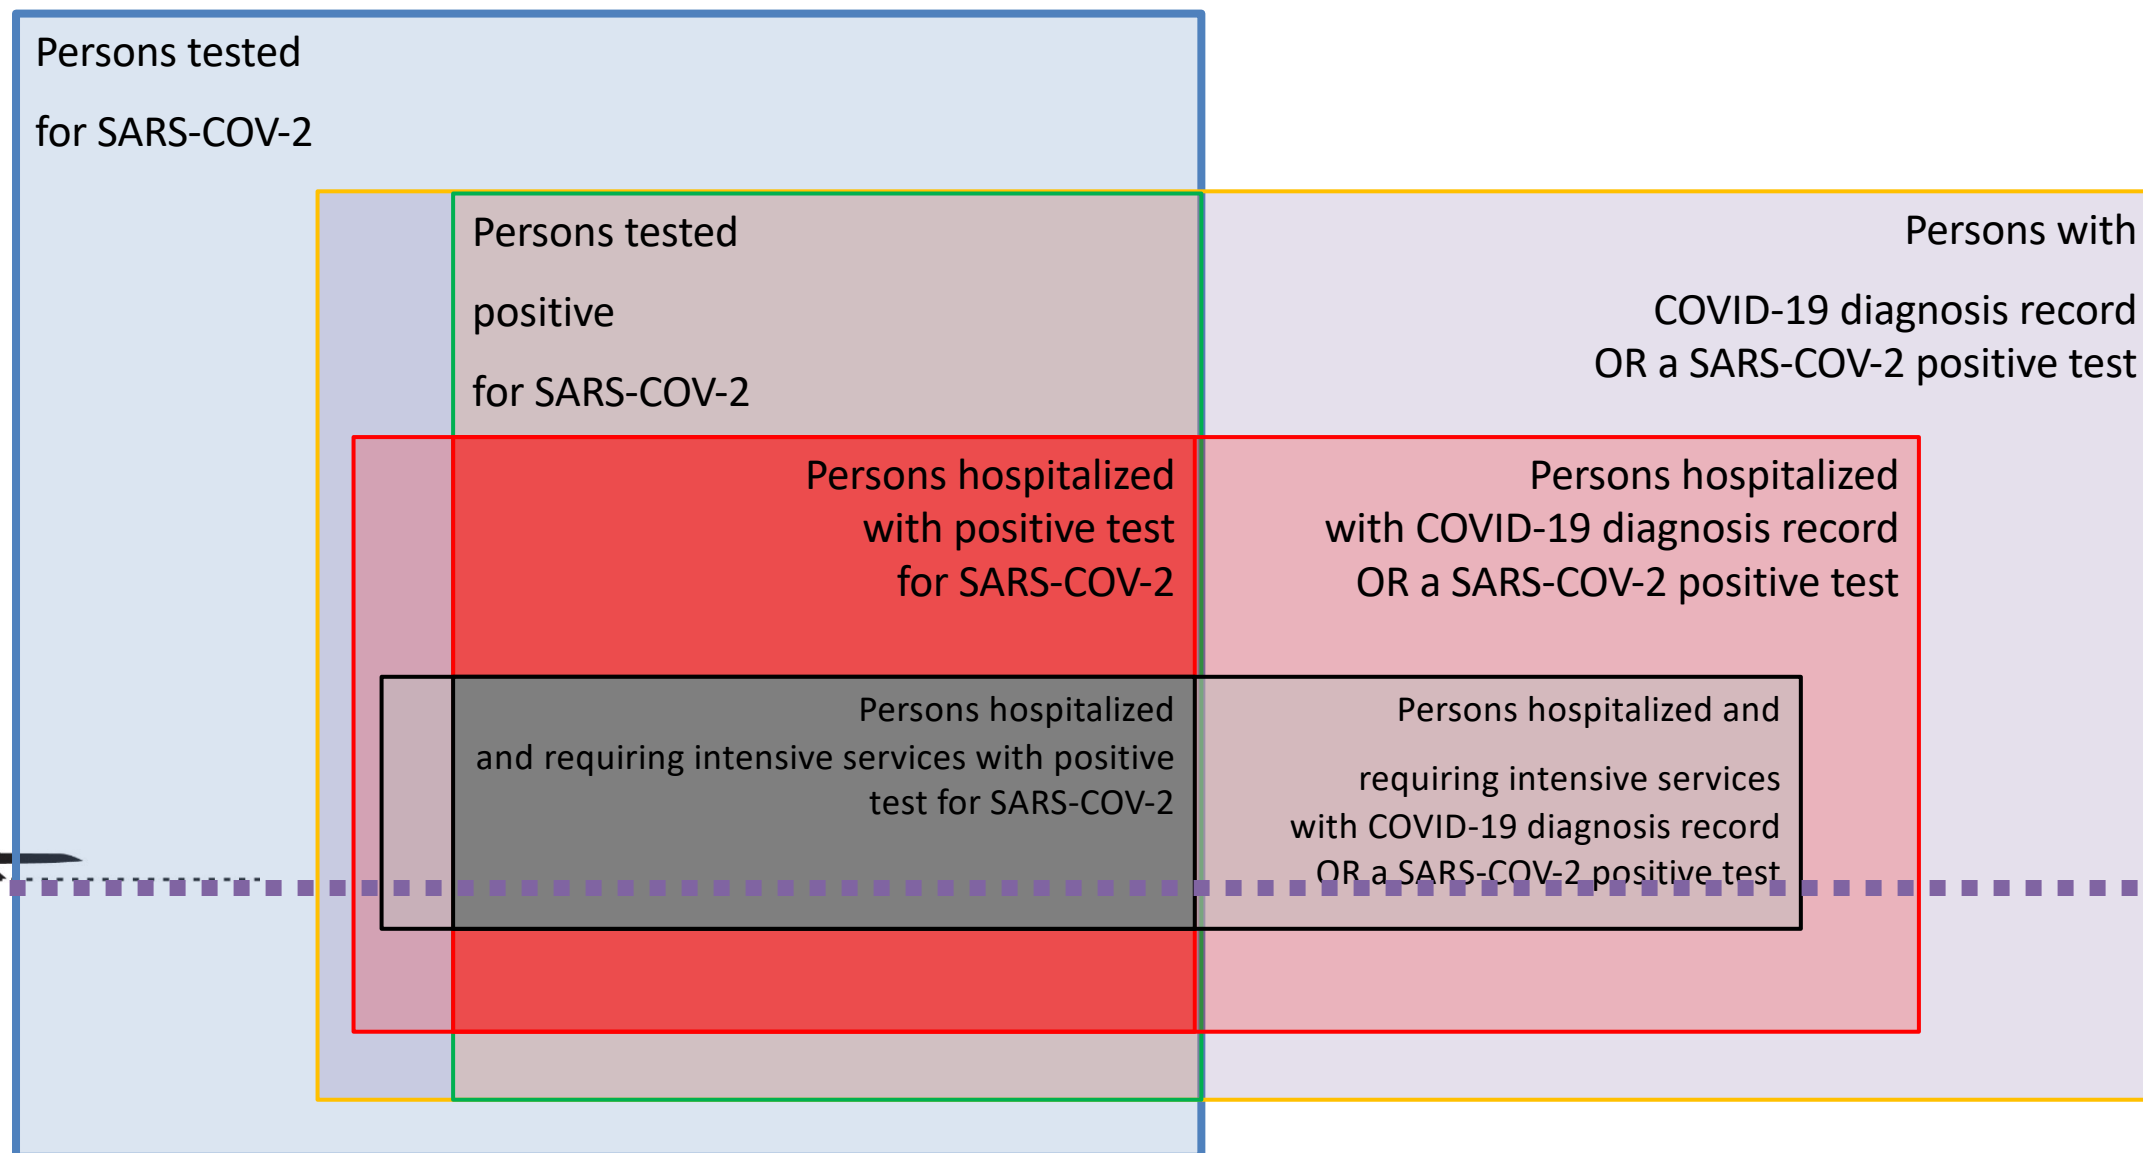 Persons tested
for SARS-COV-2
Persons tested
positive
for SARS-COV-2
Persons with
COVID-19 diagnosis record
OR a SARS-COV-2 positive test
Persons hospitalized
with positive test
for SARS-COV-2
Persons hospitalized
with COVID-19 diagnosis record
OR a SARS-COV-2 positive test
Persons hospitalized
and requiring intensive services with positive
test for SARS-COV-2
Persons hospitalized and
requiring intensive services
with COVID-19 diagnosis record
OR a SARS-COV-2 positive test